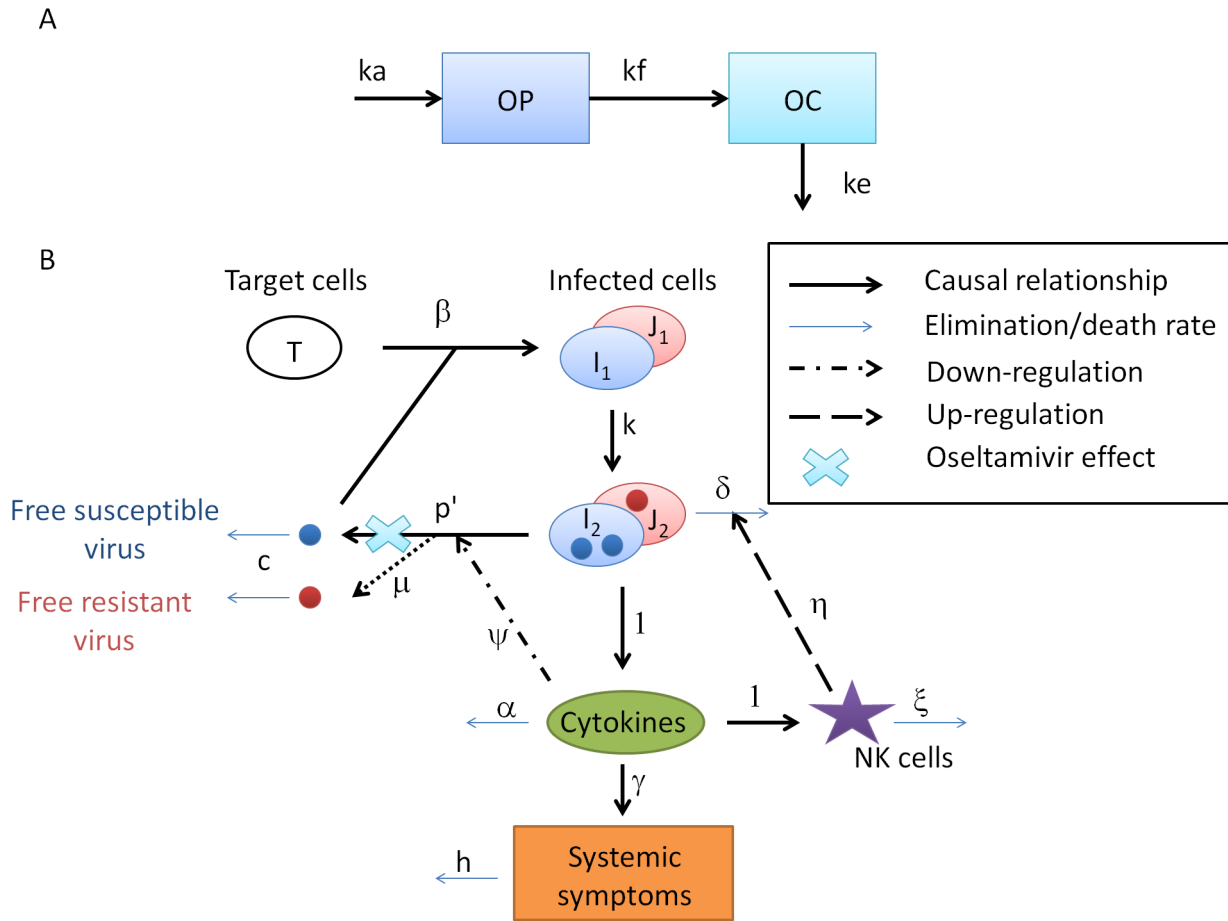 A
ka
OP
kf
OC
ke
B
Target cells
Infected cells
T
β
J1
I1
k
Causal relationship
Elimination/death rate
Down-regulation
Up-regulation
Oseltamivir effect
Free susceptible
virus
c
Free resistant
virus
p'
μ
I2
J2
δ
ψ
1
η
α
Cytokines
1
ξ
NK cells
γ
h
Systemic
symptoms